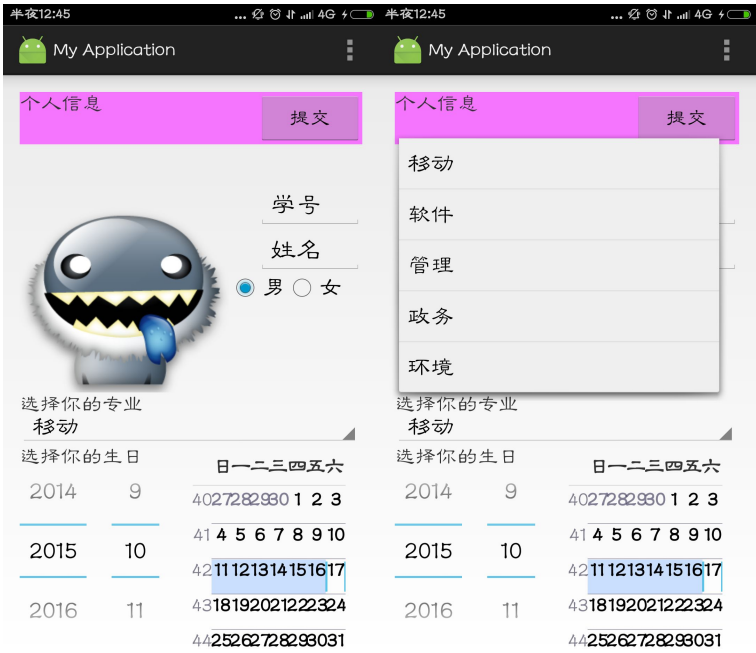 半夜12:45 ... 4G
My Application
个人信息 提交
学号
姓名
男 女
选择你的专业
移动
选择你的生日
日一二三四五六
2014 9
40 27 28 29 30 1 2 3
41 4 5 6 7 8 9 10
2015 10
42 11 12 13 14 15 16 17
2016 11
43 18 19 20 21 22 23 24
44 25 26 27 28 29 30 31
半夜12:45 ... 4G
My Application
个人信息 提交
移动
软件
管理
政务
环境
选择你的专业
移动
选择你的生日
日一二三四五六
2014 9
40 27 28 29 30 1 2 3
41 4 5 6 7 8 9 10
2015 10
42 11 12 13 14 15 16 17
2016 11
43 18 19 20 21 22 23 24
44 25 26 27 28 29 30 31